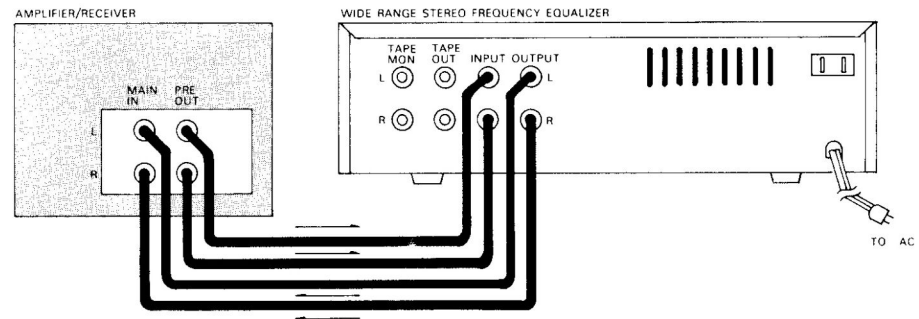 AMPLIFIER/RECEIVER
WIDE RANGE STEREO FREQUENCY EQUALIZER
TAPE MON
TAPE OUT
INPUT
OUTPUT
L
L
R
R
MAIN IN
PRE OUT
L
R
TO AC